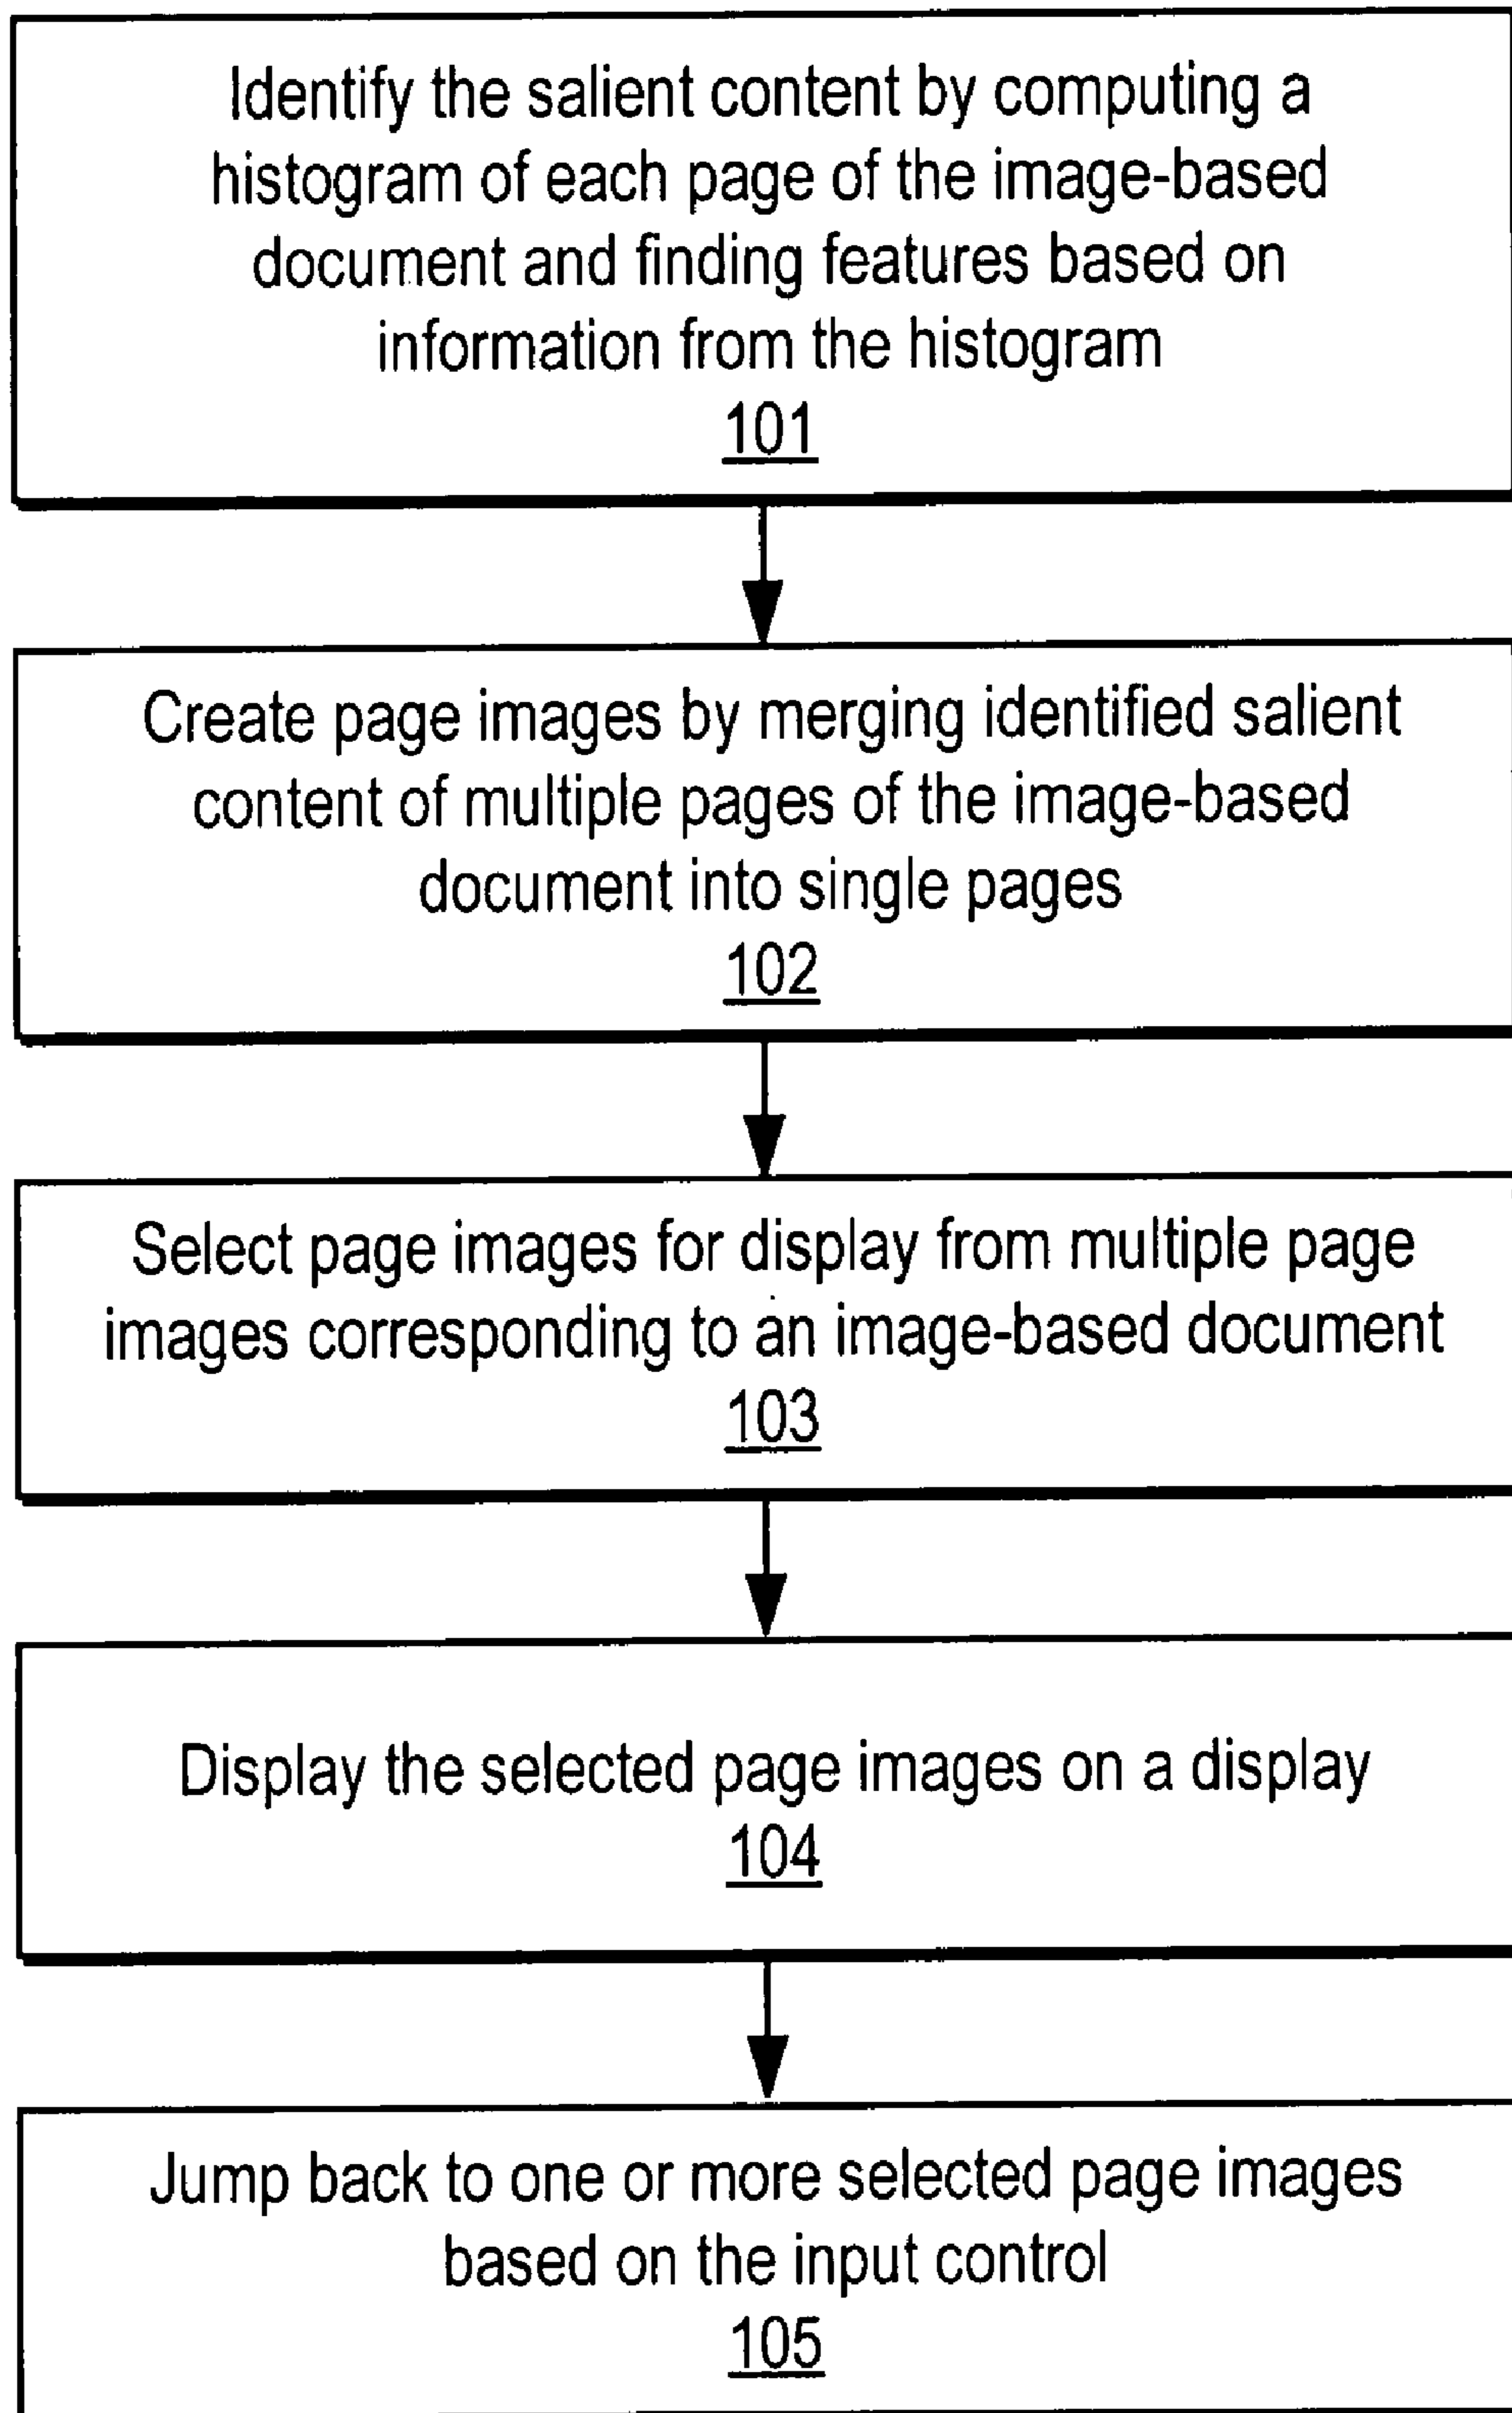 Identify the salient content by computing a
histogram of each page of the image-based
document and finding features based on
information from the histogram
101
Create page images by merging identified salient
content of multiple pages of the image-based
document into single pages
102
Select page images for display from multiple page
images corresponding to an image-based document
103
Display the selected page images on a display
104
Jump back to one or more selected page images
based on the input control
105